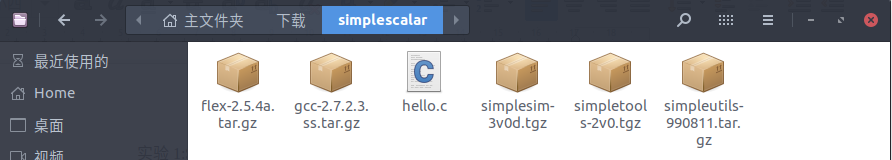 主文件夹 下载 simplescalar
最近使用的
Home
桌面
视频
flex-2.5.4a.
tar.gz
gcc-2.7.2.3.
ss.tar.gz
hello.c
simplesim-
3v0d.tgz
simpletool
s-2v0.tgz
simpleutils-
990811.tar.
gz